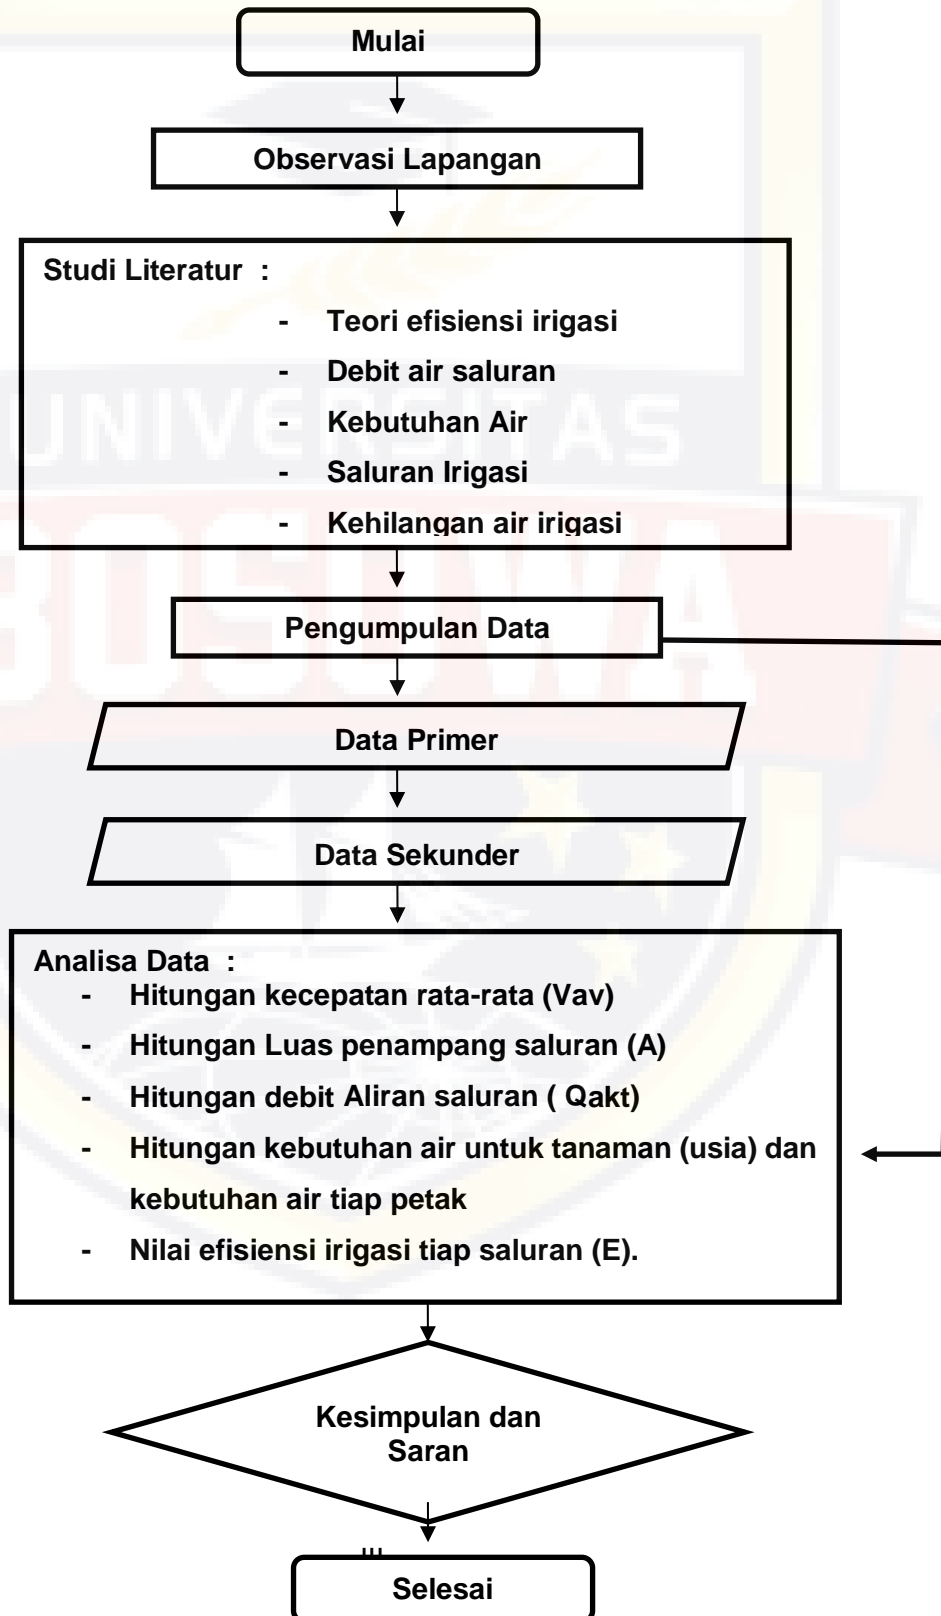 Mulai
Observasi Lapangan
Studi Literatur :
- Teori efisiensi irigasi
- Debit air saluran
- Kebutuhan Air
- Saluran Irigasi
- Kehilangan air irigasi
UNIVERSITAS
BOSOWA
Pengumpulan Data
Data Primer
Data Sekunder
Analisa Data :
- Hitungan kecepatan rata-rata (Vav)
- Hitungan Luas penampang saluran (A)
- Hitungan debit Aliran saluran ( Qakt)
- Hitungan kebutuhan air untuk tanaman (usia) dan
kebutuhan air tiap petak
- Nilai efisiensi irigasi tiap saluran (E).
Kesimpulan dan
Saran
Selesai